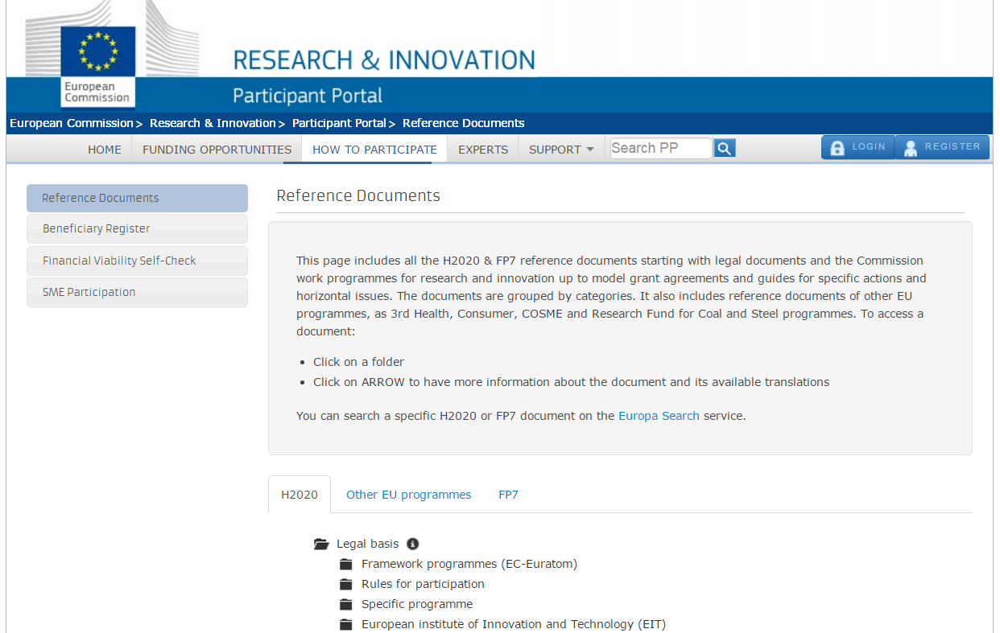 RESEARCH & INNOVATION
European
Commission
Participant Portal
European Commission > Research & Innovation > Participant Portal > Reference Documents
HOME FUNDING OPPORTUNITIES HOW TO PARTICIPATE EXPERTS SUPPORT Search PP LOGIN REGISTER
Reference Documents
Beneficiary Register
Financial Viability Self-Check
SME Participation
Reference Documents
This page includes all the H2020 & FP7 reference documents starting with legal documents and the Commission
work programmes for research and innovation up to model grant agreements and guides for specific actions and
horizontal issues. The documents are grouped by categories. It also includes reference documents of other EU
programmes, as 3rd Health, Consumer, COSME and Research Fund for Coal and Steel programmes. To access a
document:
• Click on a folder
• Click on ARROW to have more information about the document and its available translations
You can search a specific H2020 or FP7 document on the Europa Search service.
H2020 Other EU programmes FP7
Legal basis
Framework programmes (EC-Euratom)
Rules for participation
Specific programme
European institute of Innovation and Technology (EIT)